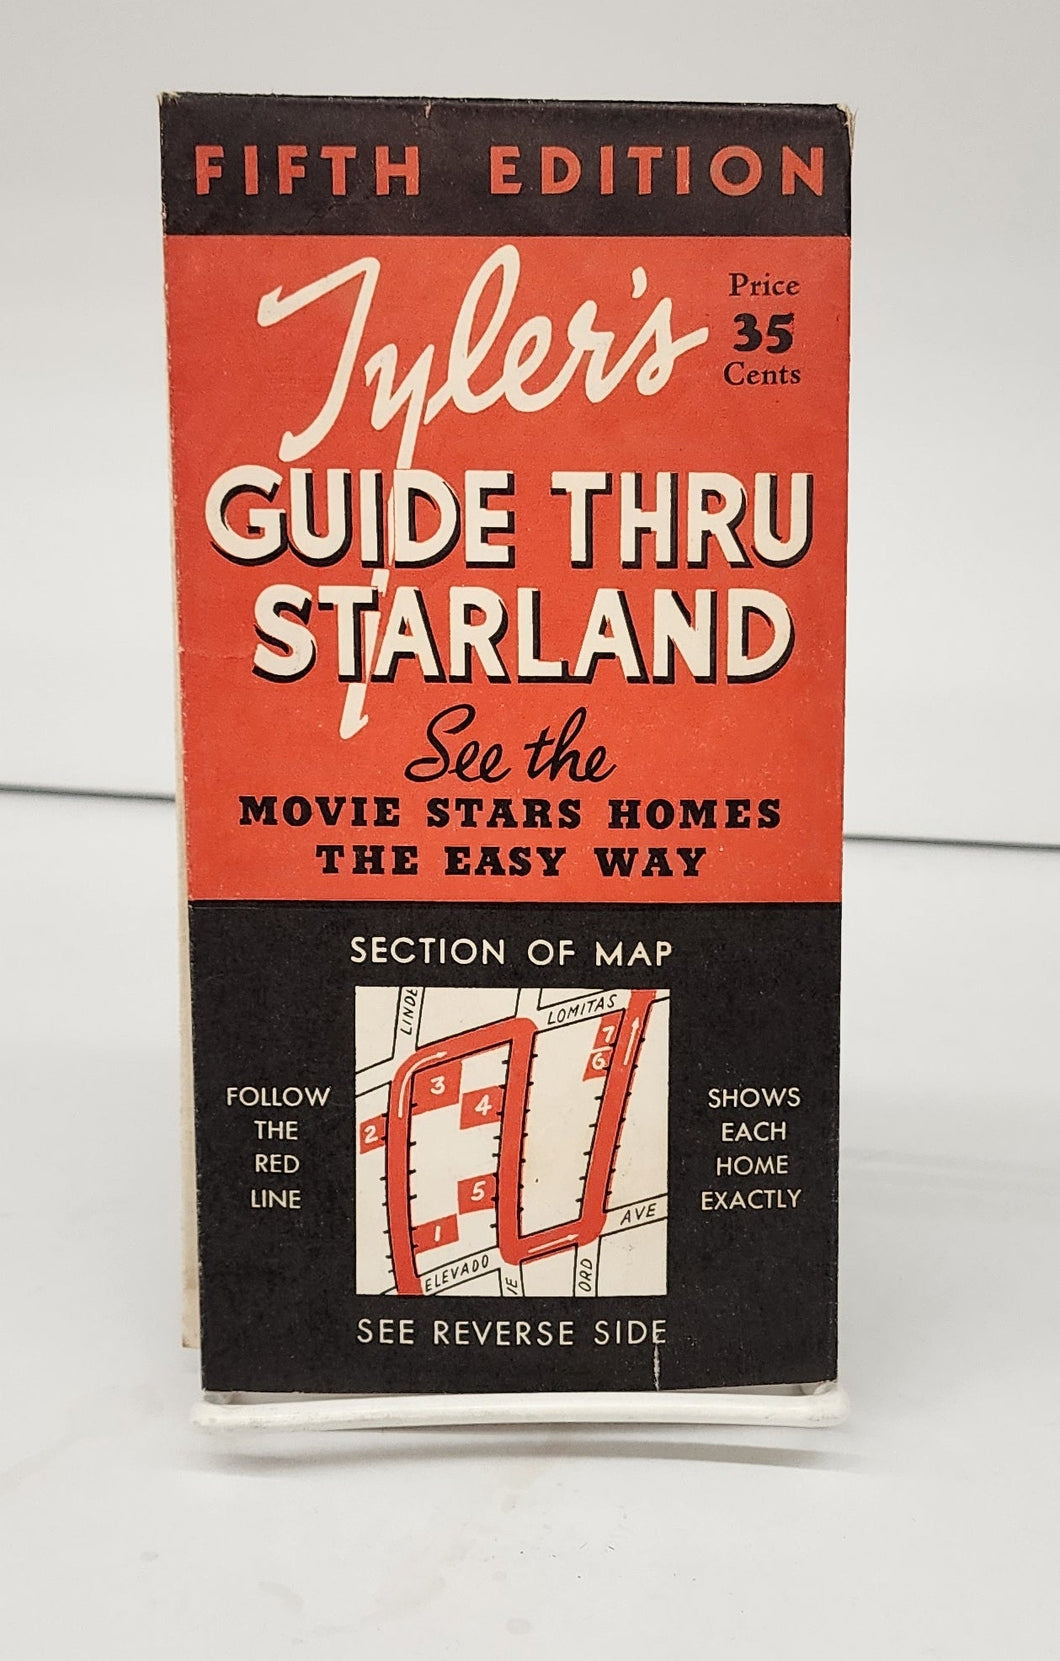 FIFTH EDITION
Tyler's
Price
35
Cents
GUIDE THRU
STARLAND
See the
MOVIE STARS HOMES
THE EASY WAY
SECTION OF MAP
FOLLOW
THE
RED
LINE
LINDE
LOMITAS
7
6
3
4
2
5
1
AVE
ELEVADO
IE
ORD
SHOWS
EACH
HOME
EXACTLY
SEE REVERSE SIDE